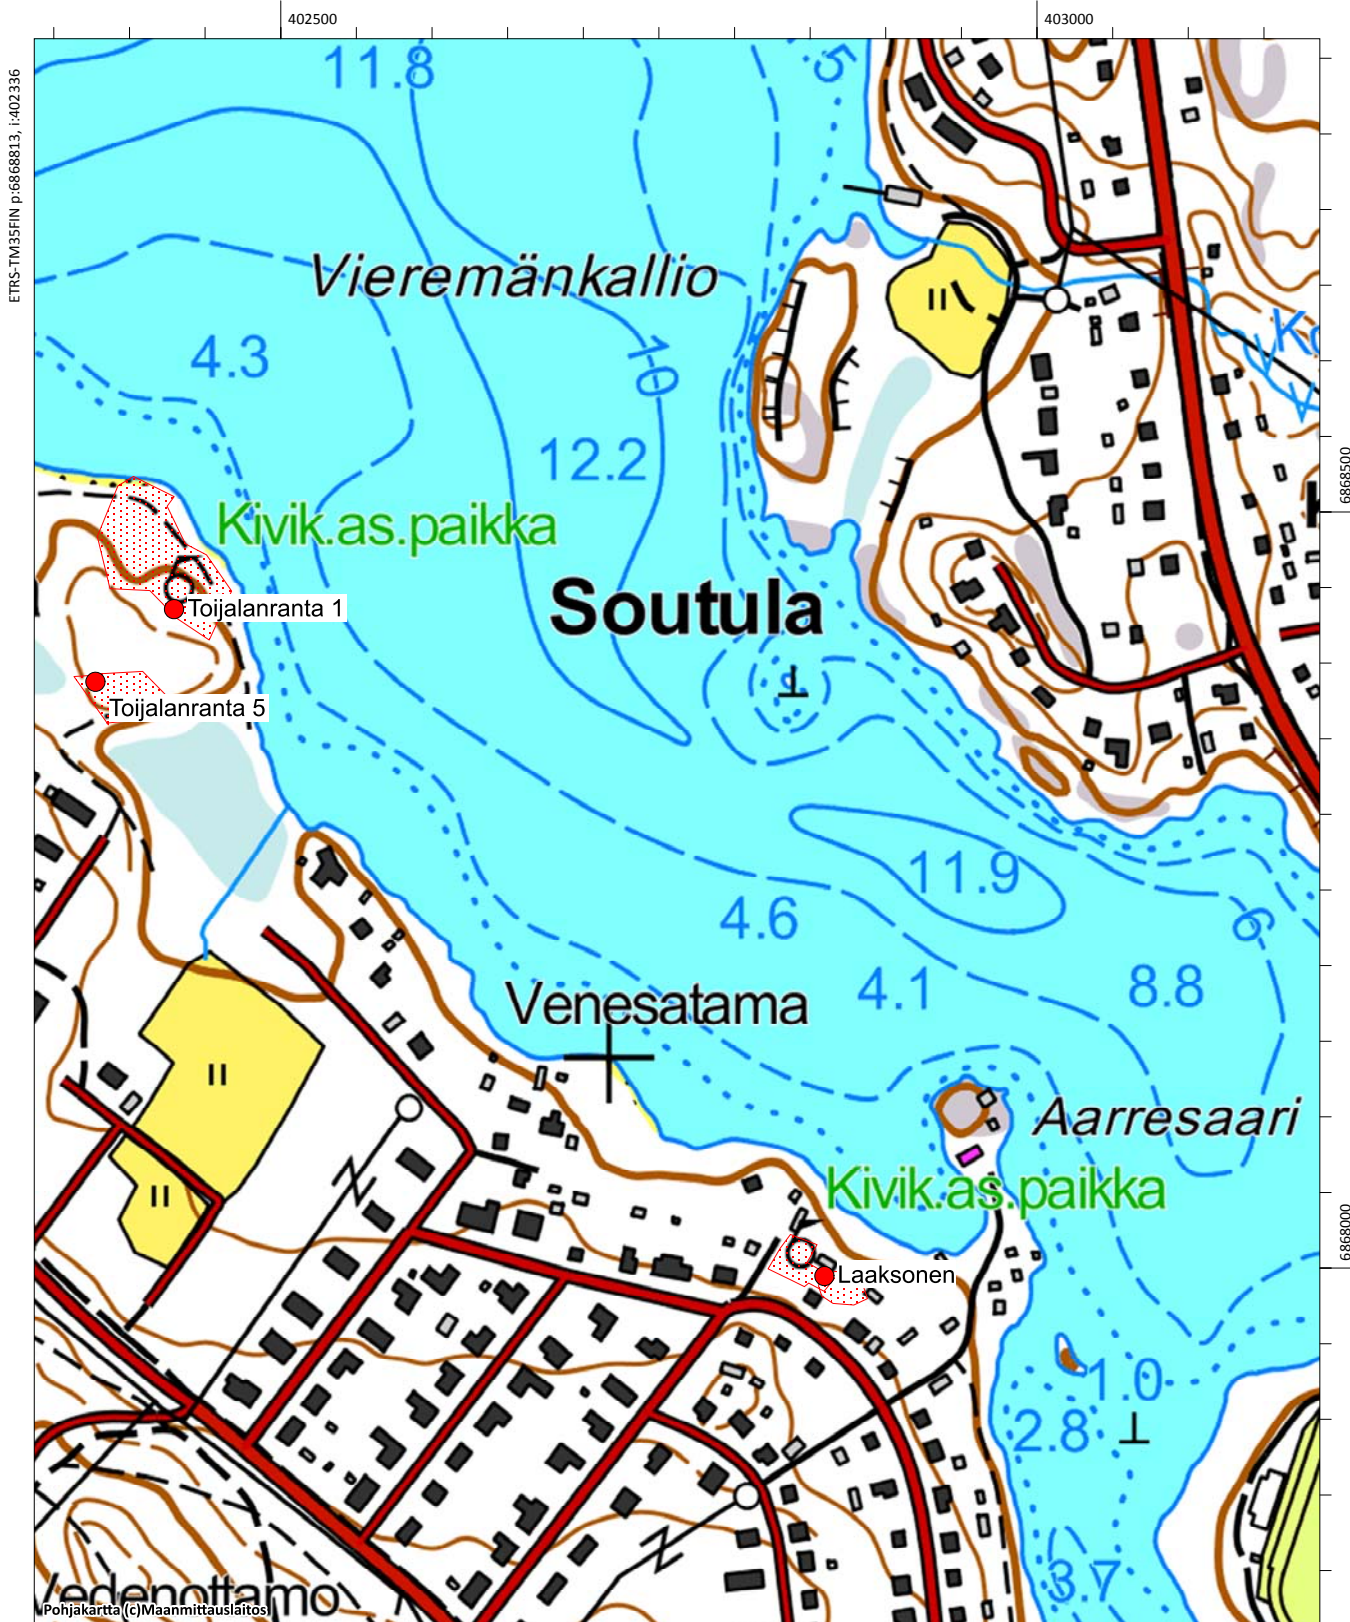 402500
403000
ETRS-TM35FIN p:6868813, i:402336
11.8
5
Vieremänkallio
4.3
10
12.2
6868500
Kivik.as.paikka
Soutula
Toijalanranta 1
Toijalanranta 5
11.9
4.6
6
4.1
8.8
Venesatama
Aarresaari
Kivik.as.paikka
6868000
Laaksonen
1.0
2.8
3.7
Vedenottamo
Pohjakartta (c)Maanmittauslaitos